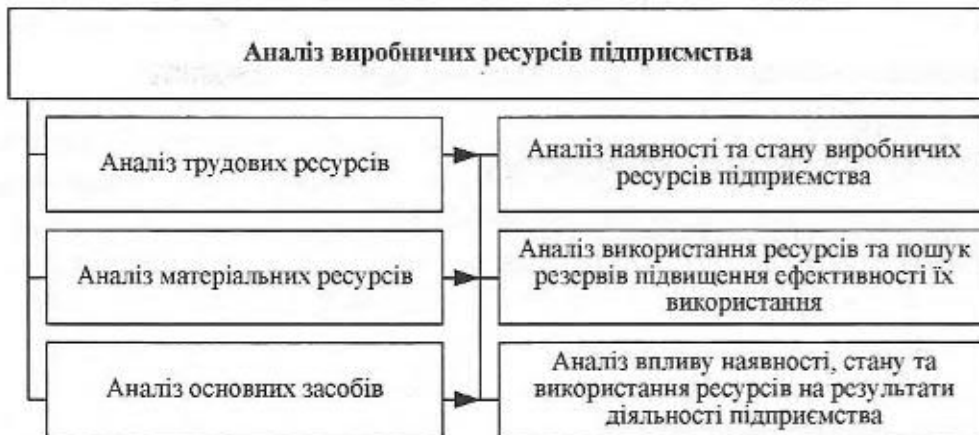 Аналіз виробничих ресурсів підприємства
Аналіз трудових ресурсів
Аналіз наявності та стану виробничих
ресурсів підприємства
Аналіз матеріальних ресурсів
Аналіз використання ресурсів та пошук
резервів підвищення ефективності їх
використання
Аналіз основних засобів
Аналіз впливу наявності, стану та
використання ресурсів на результати
діяльності підприємства